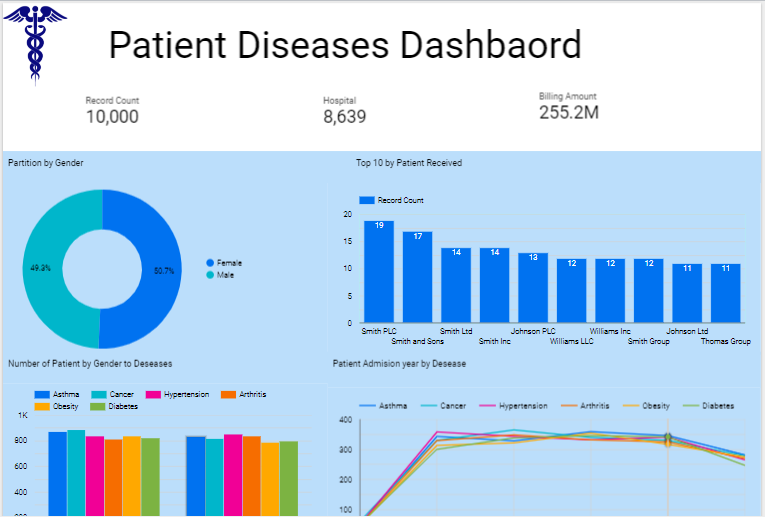 Patient Diseases Dashbaord
Record Count
10,000
Hospital
8,639
Billing Amount
255.2M
Partition by Gender
49.3%
50.7%
Female
Male
Top 10 by Patient Received
Record Count
20
15
10
5
0
19
17
14
14
13
12
12
12
11
11
Smith PLC
Smith and Sons
Smith Ltd
Smith Inc
Johnson PLC
Williams LLC
Williams Inc
Smith Group
Johnson Ltd
Thomas Group
Number of Patient by Gender to Deseases
Asthma Cancer Hypertension Arthritis
Obesity Diabetes
1K
800
600
400
Patient Admision year by Desease
Asthma Cancer Hypertension Arthritis Obesity Diabetes
400
300
200
100